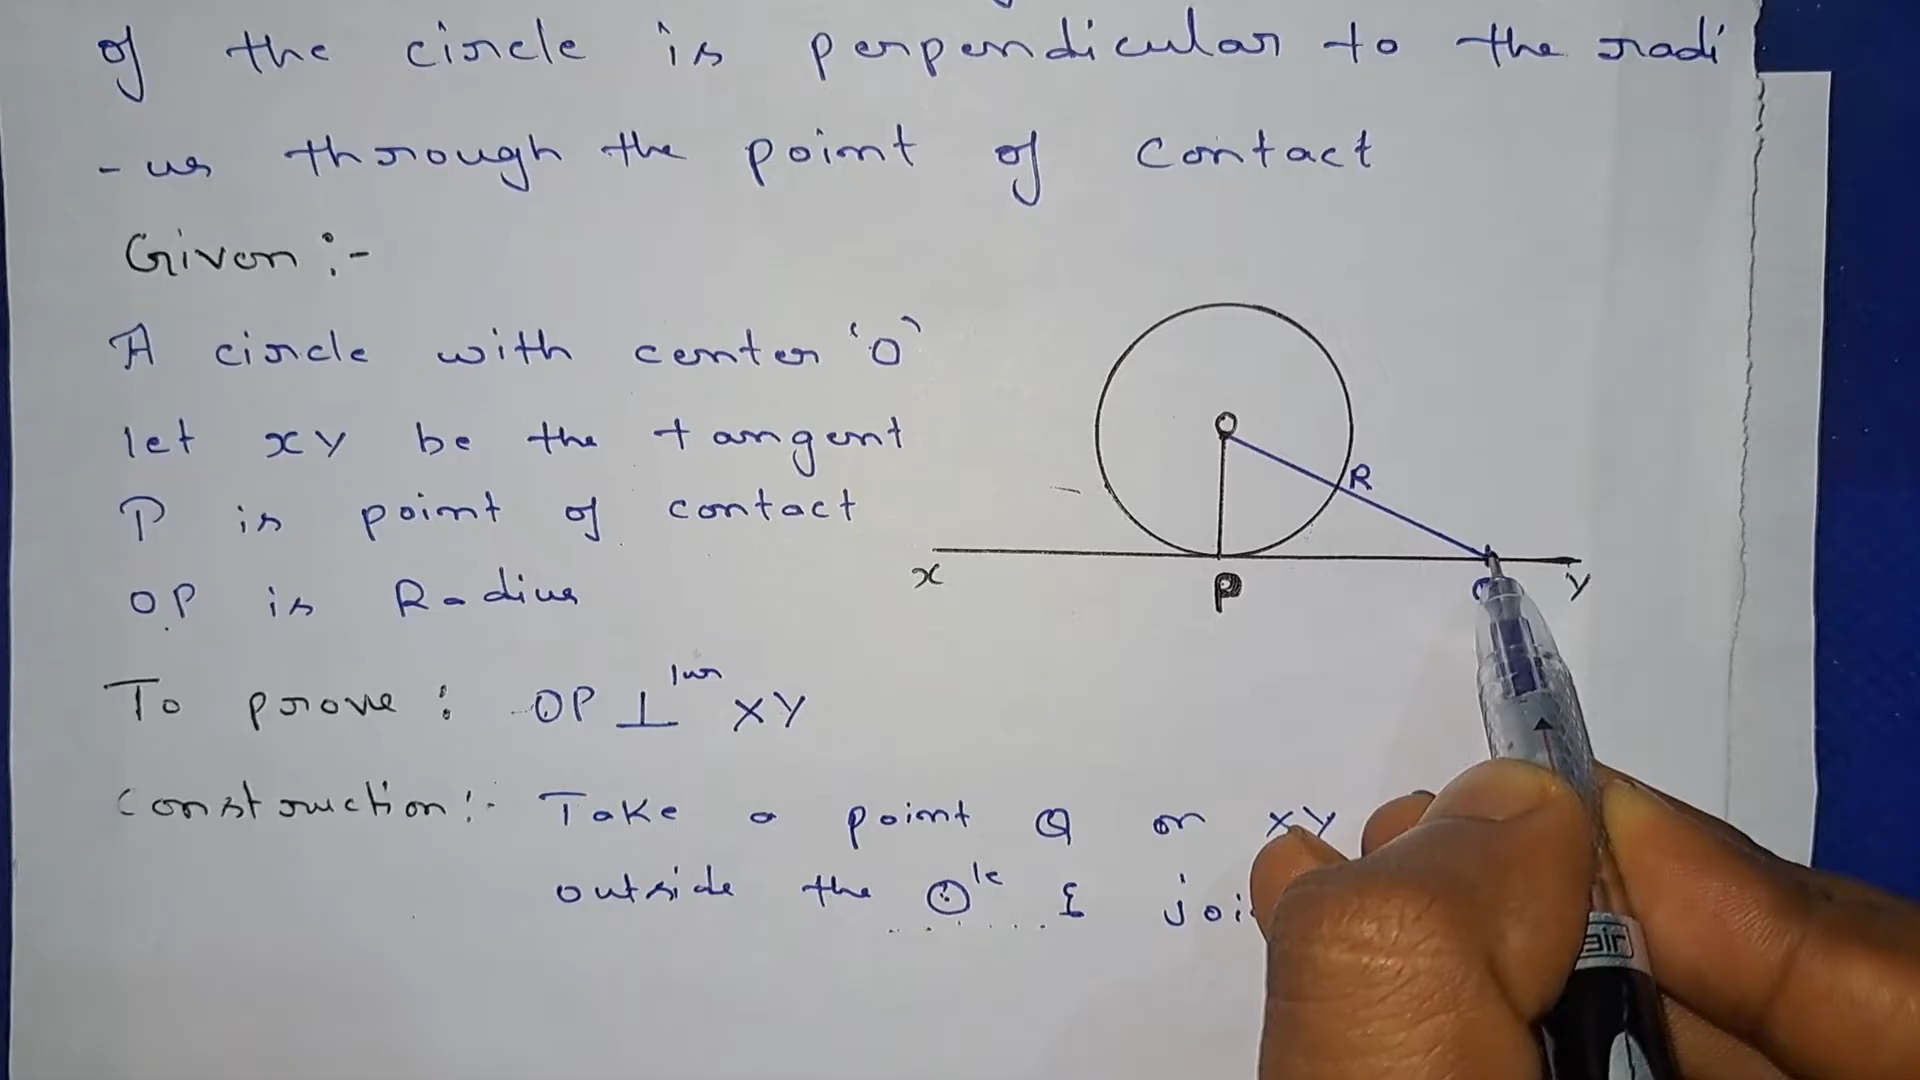 of the circle is perpendicular to the radi
-us through the point of contact
Given :-
A circle with center 'O'
let XY be the tangent
P is point of contact
OP is Radius
To prove : OP ⊥lar XY
Construction:- Take a point Q on XY
outside the ⊙le & joi
O
R
X
P
Y
air